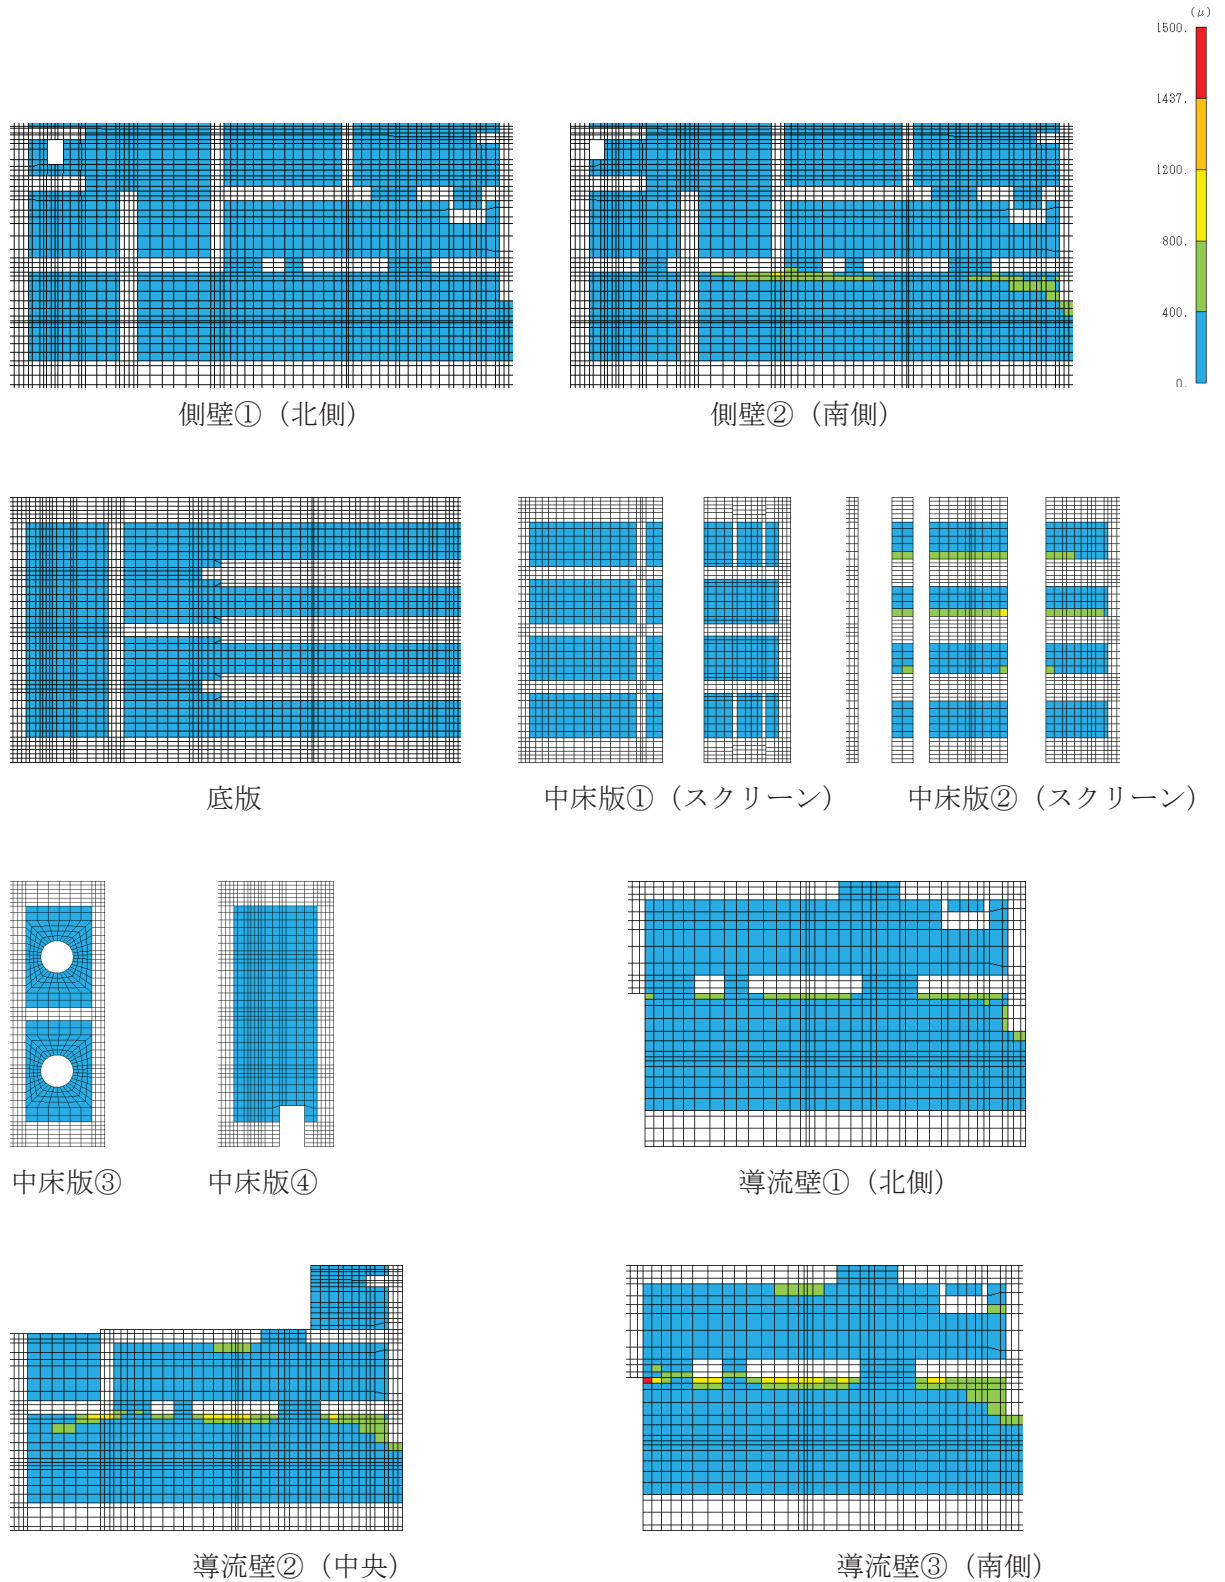 (μ)
1500.
1437.
1200.
800.
400.
0.
側壁①（北側）
側壁②（南側）
底版
中床版①（スクリーン）
中床版②（スクリーン）
中床版③
中床版④
導流壁①（北側）
導流壁②（中央）
導流壁③（南側）